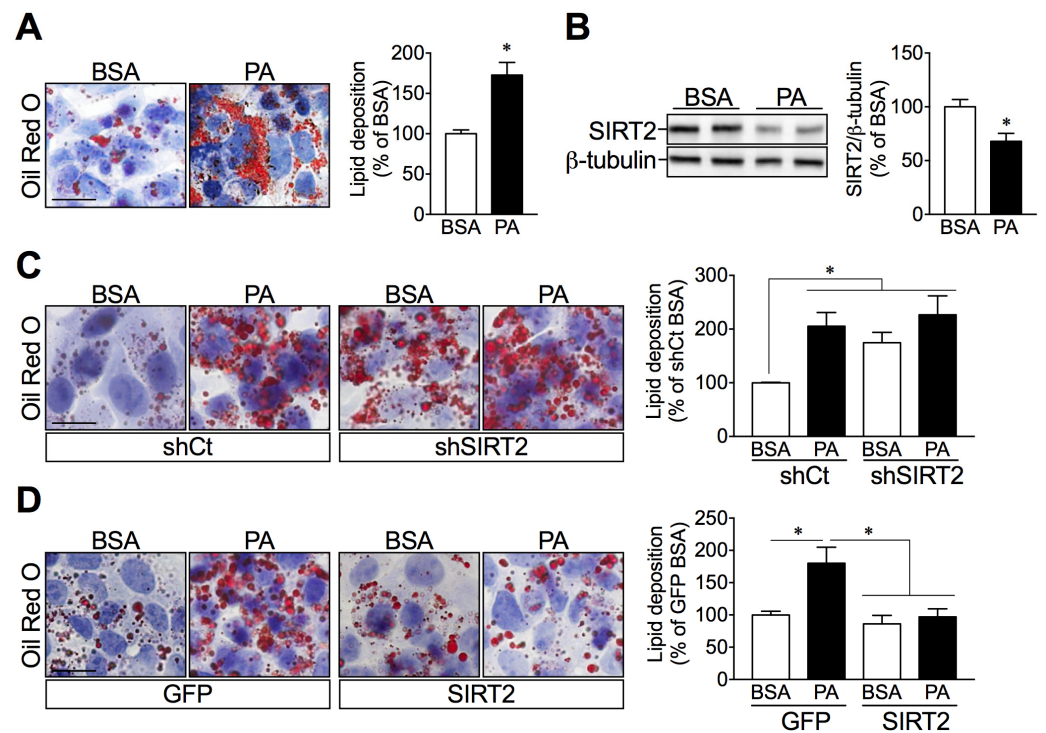 A
BSA PA
Oil Red O
Lipid deposition
(% of BSA)
200
150
100
50
0
*
BSA PA
B
BSA PA
SIRT2
β-tubulin
SIRT2/β-tubulin
(% of BSA)
150
100
50
0
*
BSA PA
C
BSA PA BSA PA
Oil Red O
shCt shSIRT2
Lipid deposition
(% of shCt BSA)
300
200
100
0
*
BSA PA BSA PA
shCt shSIRT2
D
BSA PA BSA PA
Oil Red O
GFP SIRT2
Lipid deposition
(% of GFP BSA)
250
200
150
100
50
0
* *
BSA PA BSA PA
GFP SIRT2